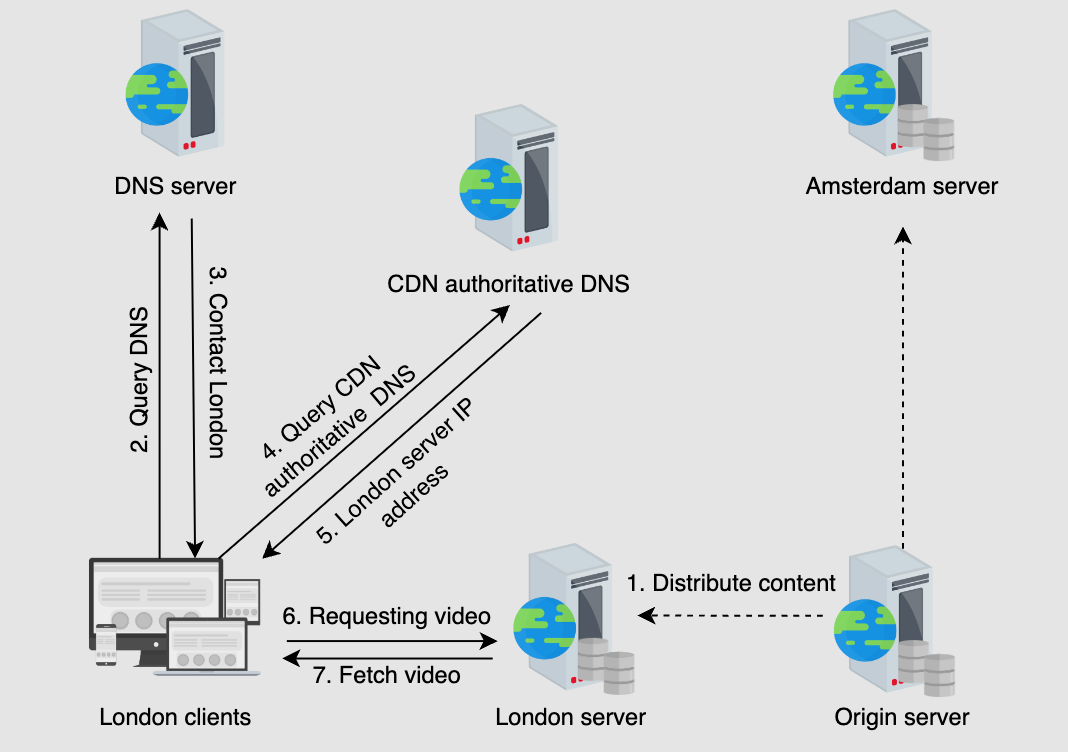 DNS server
Amsterdam server
CDN authoritative DNS
2. Query DNS
3. Contact London
4. Query CDN
authoritative DNS
5. London server IP
address
1. Distribute content
6. Requesting video
7. Fetch video
London clients
London server
Origin server